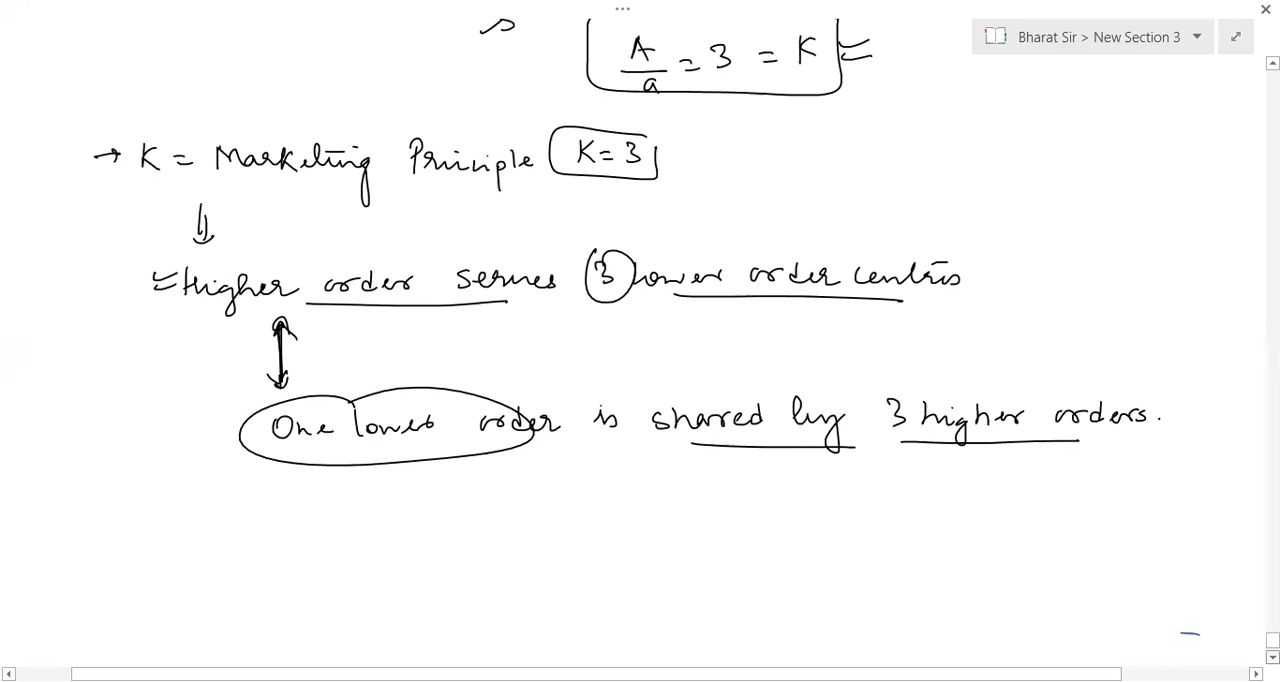 Bharat Sir > New Section 3
A/a = 3 = K
→ K = Marketing Principle K=3
Higher order serves 3 lower order centres
One lower order is shared by 3 higher orders.